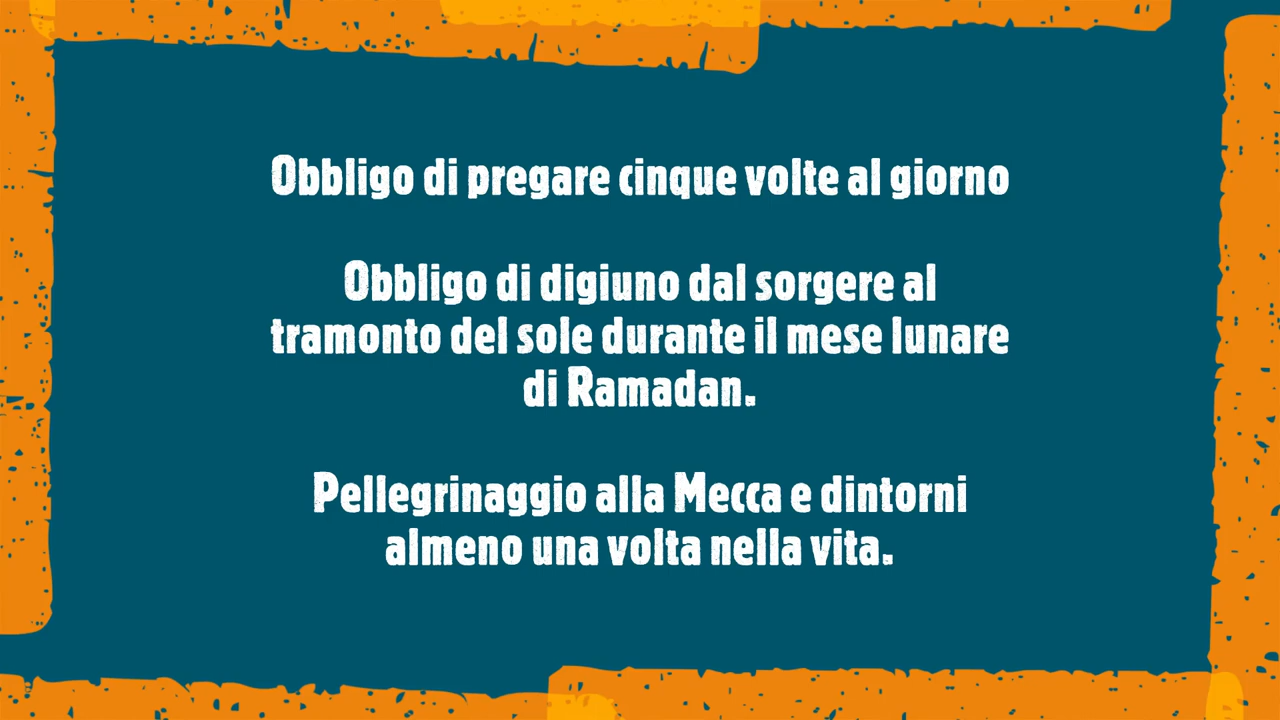 Obbligo di pregare cinque volte al giorno
Obbligo di digiuno dal sorgere al
tramonto del sole durante il mese lunare
di Ramadan.
Pellegrinaggio alla Mecca e dintorni
almeno una volta nella vita.